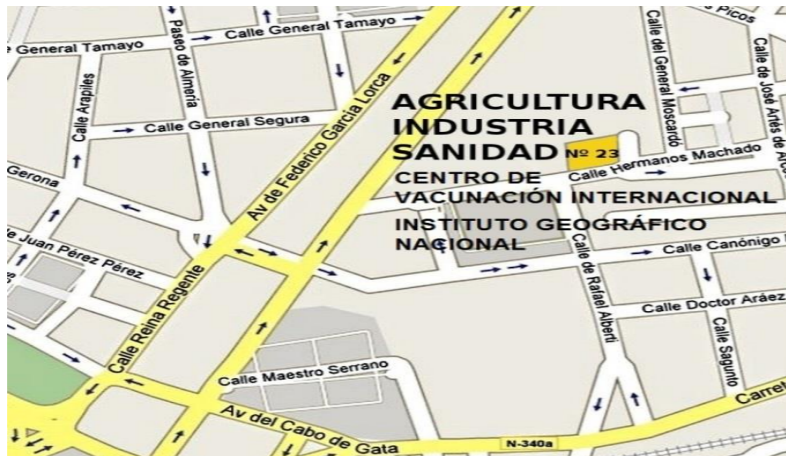 Picos
Calle General Tamayo
Calle General Tamayo
Paseo de Almería
Calle Arapiles
Calle General Segura
Av de Federico García Lorca
Calle del General Moscardó
Calle de José Artés de Arcos
AGRICULTURA
INDUSTRIA
SANIDAD Nº 23
Calle Hermanos Machado
CENTRO DE
VACUNACIÓN INTERNACIONAL
INSTITUTO GEOGRÁFICO
NACIONAL
Gerona
de Juan Pérez Pérez
Calle Reina Regente
Calle Canónigo
Calle de Rafael Alberti
Calle Doctor Aráez
Calle Sagunto
Calle Maestro Serrano
Av del Cabo de Gata
N-340a
Carret